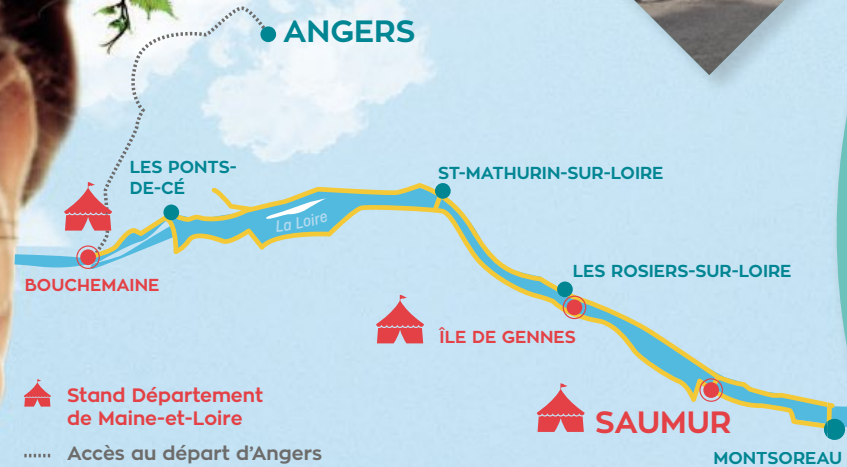 ANGERS
LES PONTS-
DE-CÉ
ST-MATHURIN-SUR-LOIRE
La Loire
BOUCHEMAINE
LES ROSIERS-SUR-LOIRE
ÎLE DE GENNES
Stand Département
de Maine-et-Loire
SAUMUR
Accès au départ d'Angers
MONTSOREAU